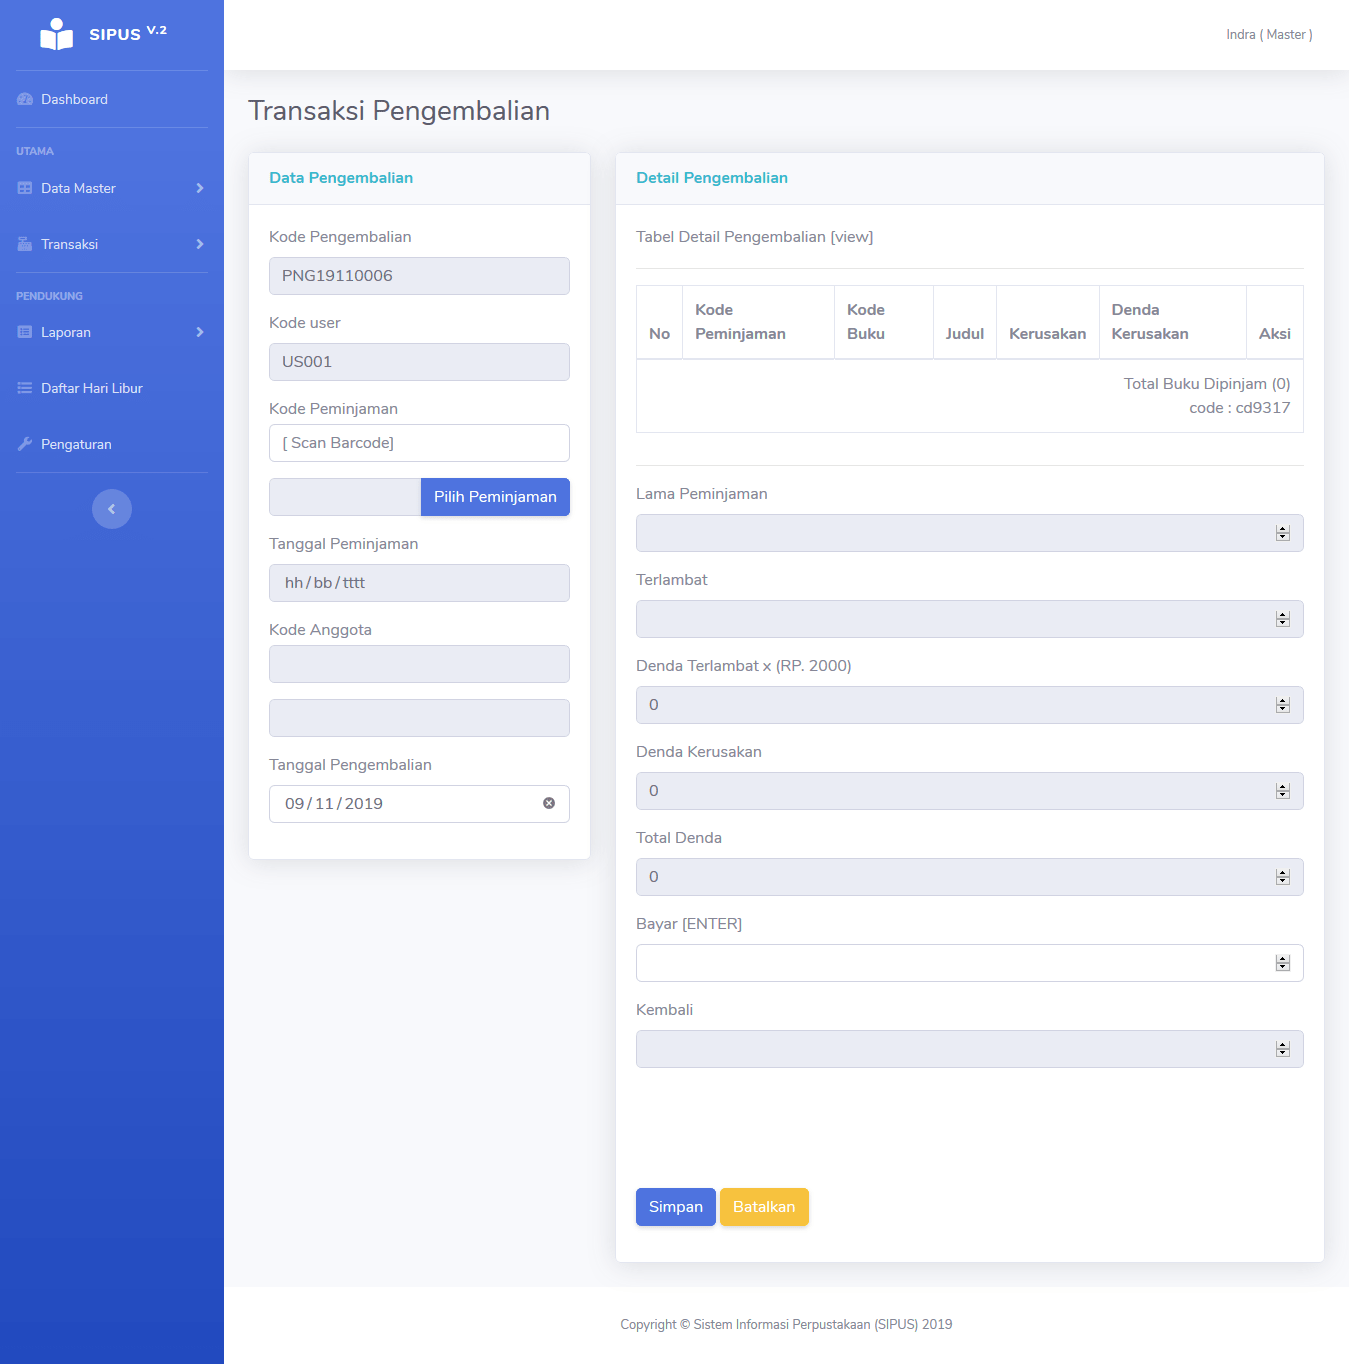 SIPUS V.2
Dashboard
UTAMA
Data Master
Transaksi
PENDUKUNG
Laporan
Daftar Hari Libur
Pengaturan
Indra ( Master )
Transaksi Pengembalian
Data Pengembalian
Kode Pengembalian
PNG19110006
Kode user
US001
Kode Peminjaman
[ Scan Barcode]
Pilih Peminjaman
Tanggal Peminjaman
hh / bb / tttt
Kode Anggota
Tanggal Pengembalian
09 / 11 / 2019
Detail Pengembalian
Tabel Detail Pengembalian [view]
No Kode Peminjaman Kode Buku Judul Kerusakan Denda Kerusakan Aksi
Total Buku Dipinjam (0)
code : cd9317
Lama Peminjaman
Terlambat
Denda Terlambat x (RP. 2000)
0
Denda Kerusakan
0
Total Denda
0
Bayar [ENTER]
Kembali
Simpan Batalkan
Copyright © Sistem Informasi Perpustakaan (SIPUS) 2019